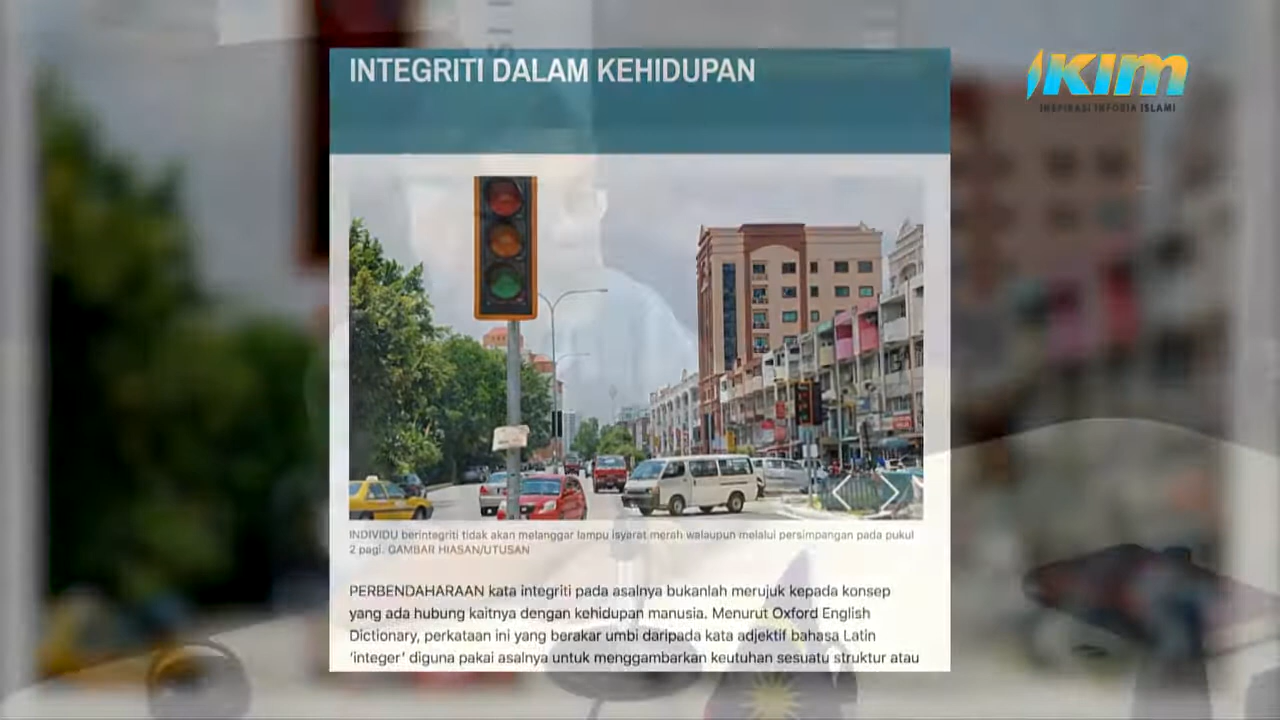 INTEGRITI DALAM KEHIDUPAN
iKIM
INSPIRASI INFODIA ISLAMI
INDIVIDU berintegriti tidak akan melanggar lampu isyarat merah walaupun melalui persimpangan pada pukul
2 pagi. GAMBAR HIASAN/UTUSAN
PERBENDAHARAAN kata integriti pada asalnya bukanlah merujuk kepada konsep
yang ada hubung kaitnya dengan kehidupan manusia. Menurut Oxford English
Dictionary, perkataan ini yang berakar umbi daripada kata adjektif bahasa Latin
'integer' diguna pakai asalnya untuk menggambarkan keutuhan sesuatu struktur atau